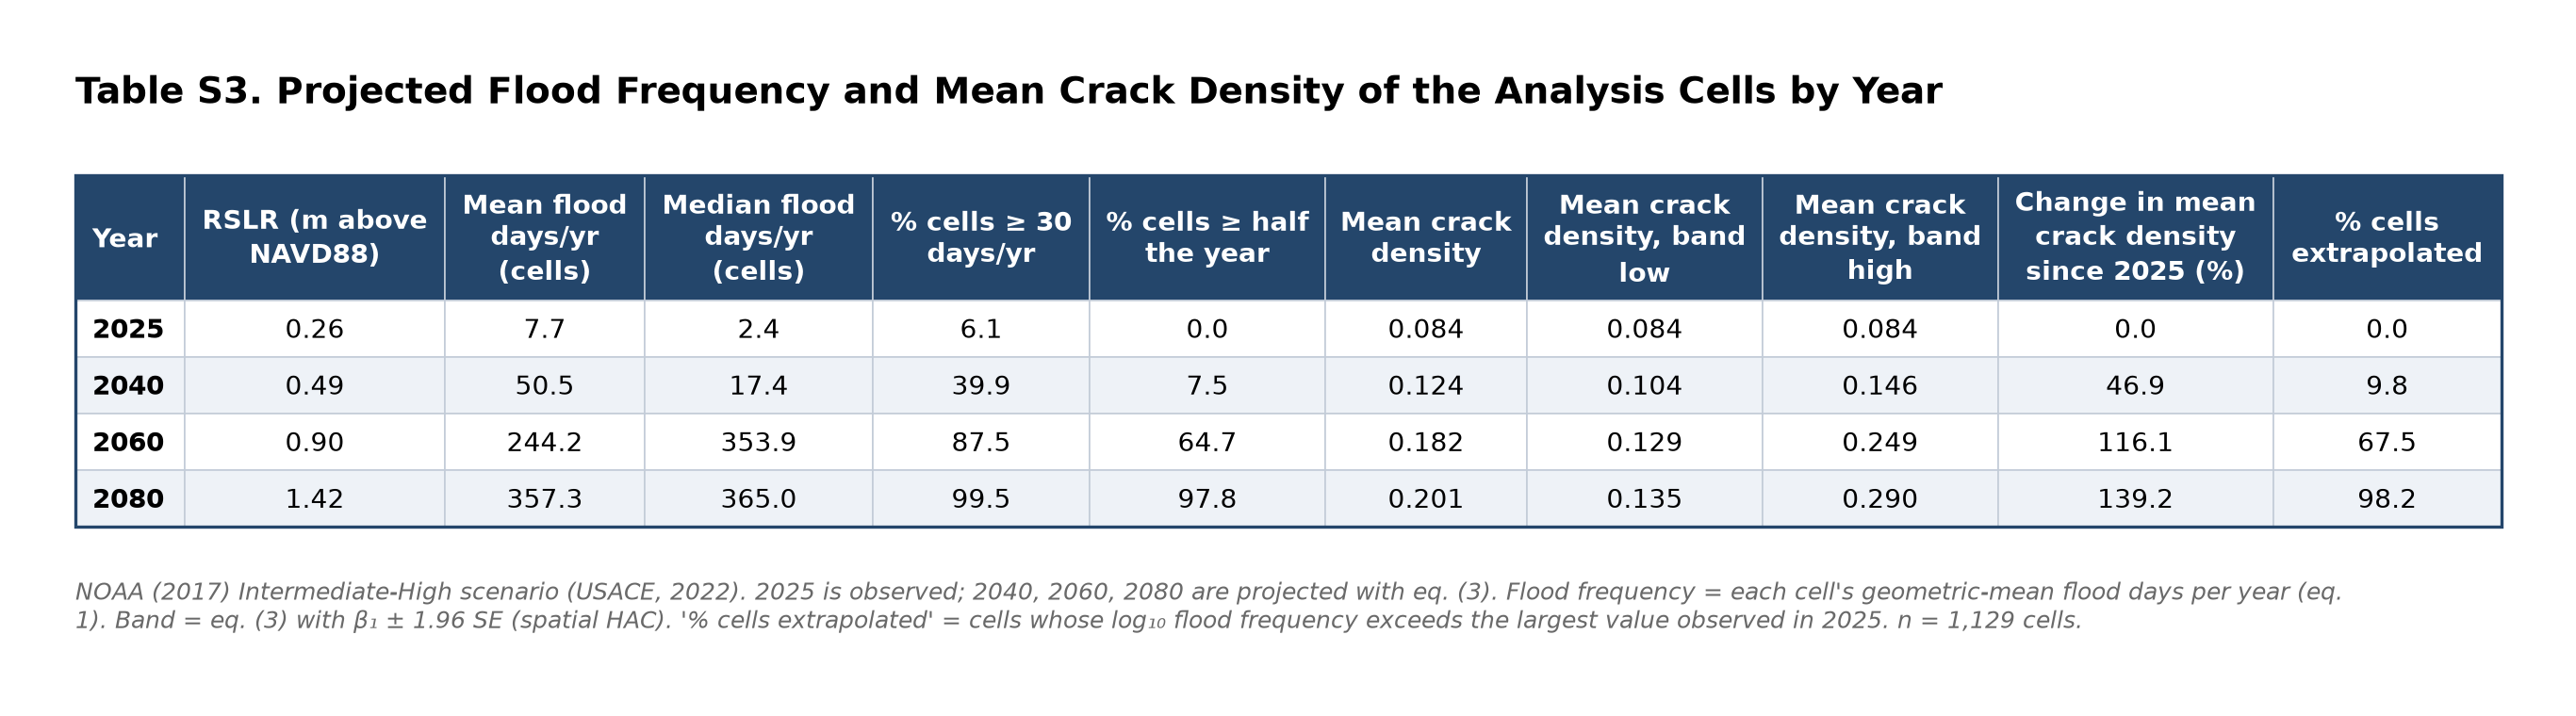 Table S3. Projected Flood Frequency and Mean Crack Density of the Analysis Cells by Year
Year | RSLR (m above NAVD88) | Mean flood days/yr (cells) | Median flood days/yr (cells) | % cells ≥ 30 days/yr | % cells ≥ half the year | Mean crack density | Mean crack density, band low | Mean crack density, band high | Change in mean crack density since 2025 (%) | % cells extrapolated
2025 | 0.26 | 7.7 | 2.4 | 6.1 | 0.0 | 0.084 | 0.084 | 0.084 | 0.0 | 0.0
2040 | 0.49 | 50.5 | 17.4 | 39.9 | 7.5 | 0.124 | 0.104 | 0.146 | 46.9 | 9.8
2060 | 0.90 | 244.2 | 353.9 | 87.5 | 64.7 | 0.182 | 0.129 | 0.249 | 116.1 | 67.5
2080 | 1.42 | 357.3 | 365.0 | 99.5 | 97.8 | 0.201 | 0.135 | 0.290 | 139.2 | 98.2
NOAA (2017) Intermediate-High scenario (USACE, 2022). 2025 is observed; 2040, 2060, 2080 are projected with eq. (3). Flood frequency = each cell's geometric-mean flood days per year (eq.
1). Band = eq. (3) with β₁ ± 1.96 SE (spatial HAC). '% cells extrapolated' = cells whose log₁₀ flood frequency exceeds the largest value observed in 2025. n = 1,129 cells.